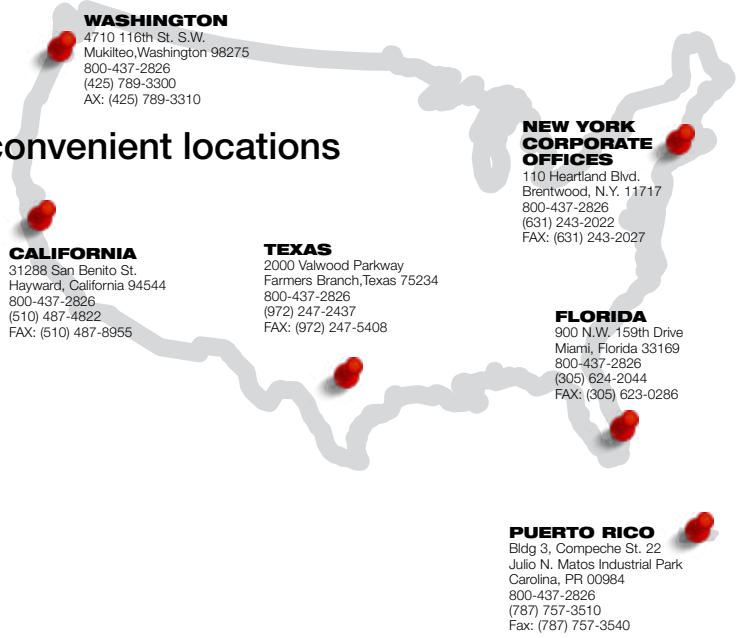 WASHINGTON
4710 116th St. S.W.
Mukilteo,Washington 98275
800-437-2826
(425) 789-3300
AX: (425) 789-3310
convenient locations
NEW YORK
CORPORATE
OFFICES
110 Heartland Blvd.
Brentwood, N.Y. 11717
800-437-2826
(631) 243-2022
FAX: (631) 243-2027
CALIFORNIA
31288 San Benito St.
Hayward, California 94544
800-437-2826
(510) 487-4822
FAX: (510) 487-8955
TEXAS
2000 Valwood Parkway
Farmers Branch,Texas 75234
800-437-2826
(972) 247-2437
FAX: (972) 247-5408
FLORIDA
900 N.W. 159th Drive
Miami, Florida 33169
800-437-2826
(305) 624-2044
FAX: (305) 623-0286
PUERTO RICO
Bldg 3, Compeche St. 22
Julio N. Matos Industrial Park
Carolina, PR 00984
800-437-2826
(787) 757-3510
Fax: (787) 757-3540